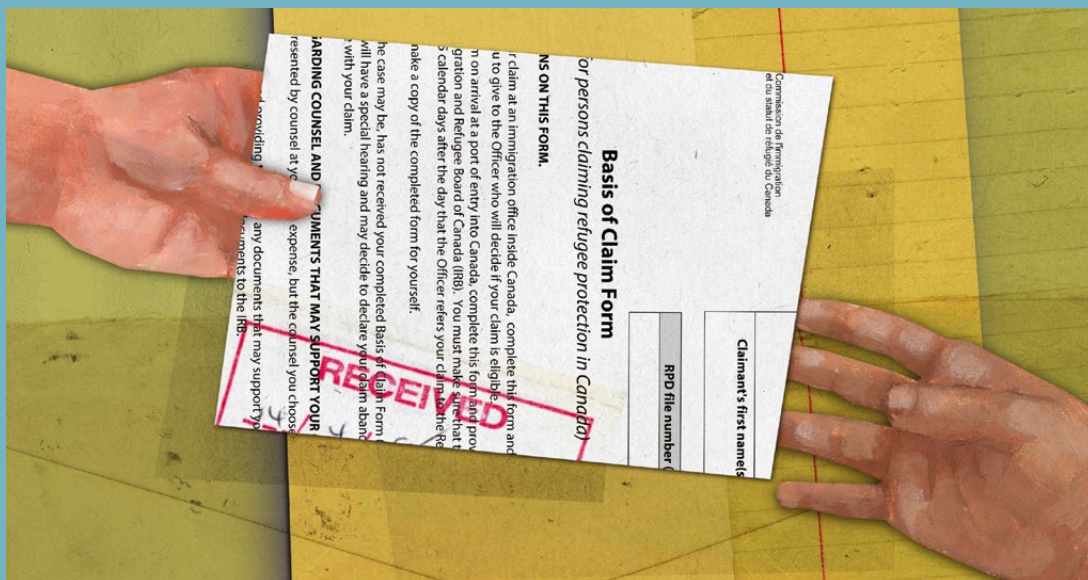 Commission de l'immigration
et du statut de réfugié du Canada
Claimant's first name(s
RPD file number (
Basis of Claim Form
or persons claiming refugee protection in Canada)
NS ON THIS FORM.
r claim at an immigration office inside Canada, complete this form and
u to give to the Officer who will decide if your claim is eligible.
m on arrival at a port of entry into Canada, complete this form and prov
gration and Refugee Board of Canada (IRB). You must make sure that t
5 calendar days after the day that the Officer refers your claim to the Re
make a copy of the completed form for yourself.
he case may be, has not received your completed Basis of Claim Form
will have a special hearing and may decide to declare your claim aband
with your claim.
GARDING COUNSEL AND CUMENTS THAT MAY SUPPORT YOUR
resented by counsel at expense, but the counsel you choose
providing any documents that may support yo
cuments to the IRB.
RECEIVED